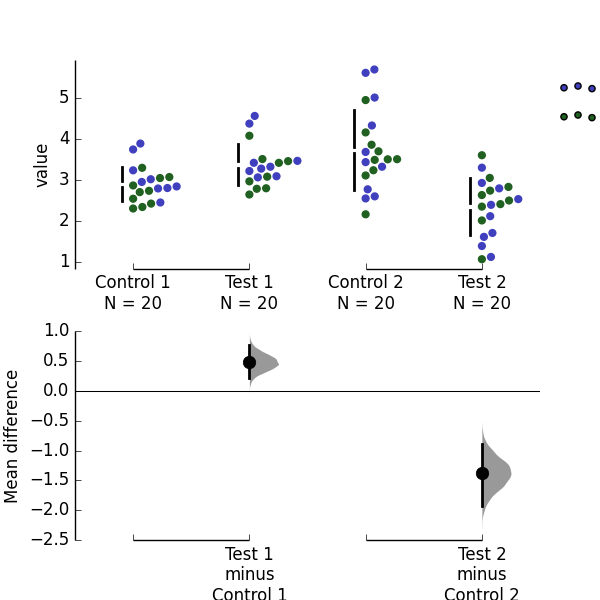 value
5
4
3
2
1
Control 1
N = 20
Test 1
N = 20
Control 2
N = 20
Test 2
N = 20
Mean difference
1.0
0.5
0.0
−0.5
−1.0
−1.5
−2.0
−2.5
Test 1
minus
Control 1
Test 2
minus
Control 2